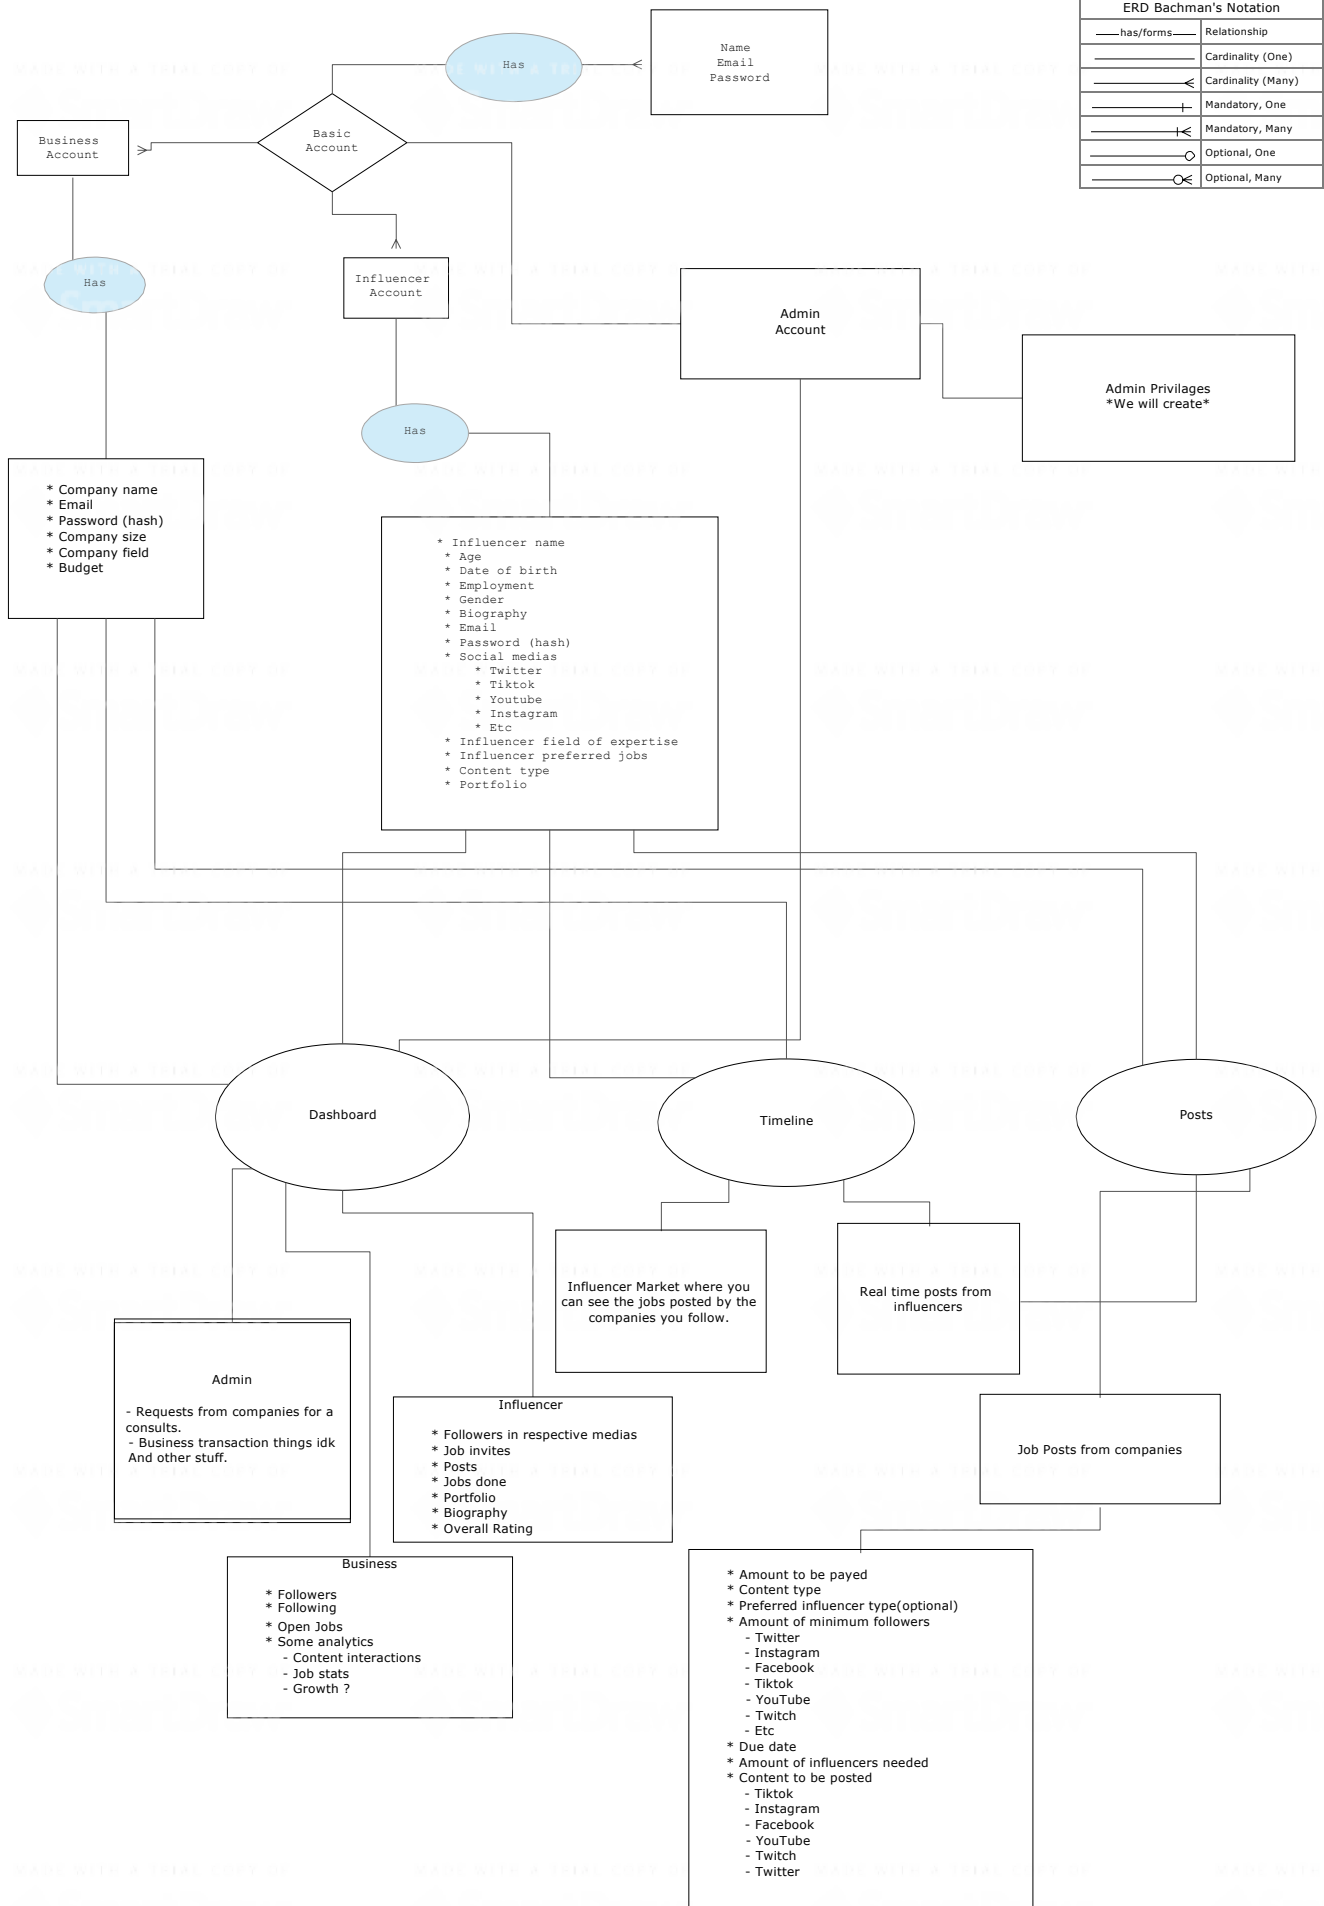 ERD Bachman's Notation
has/forms Relationship
Cardinality (One)
Cardinality (Many)
Mandatory, One
Mandatory, Many
Optional, One
Optional, Many
Has
Name
Email
Password
Basic
Account
Business
Account
Has
Influencer
Account
Admin
Account
Admin Privilages
*We will create*
Has
* Company name
* Email
* Password (hash)
* Company size
* Company field
* Budget
* Influencer name
* Age
* Date of birth
* Employment
* Gender
* Biography
* Email
* Password (hash)
* Social medias
* Twitter
* Tiktok
* Youtube
* Instagram
* Etc
* Influencer field of expertise
* Influencer preferred jobs
* Content type
* Portfolio
Dashboard
Timeline
Posts
Influencer Market where you
can see the jobs posted by the
companies you follow.
Real time posts from
influencers
Admin
- Requests from companies for a
consults.
- Business transaction things idk
And other stuff.
Influencer
* Followers in respective medias
* Job invites
* Posts
* Jobs done
* Portfolio
* Biography
* Overall Rating
Job Posts from companies
Business
* Followers
* Following
* Open Jobs
* Some analytics
- Content interactions
- Job stats
- Growth ?
* Amount to be payed
* Content type
* Preferred influencer type(optional)
* Amount of minimum followers
- Twitter
- Instagram
- Facebook
- Tiktok
- YouTube
- Twitch
- Etc
* Due date
* Amount of influencers needed
* Content to be posted
- Tiktok
- Instagram
- Facebook
- YouTube
- Twitch
- Twitter